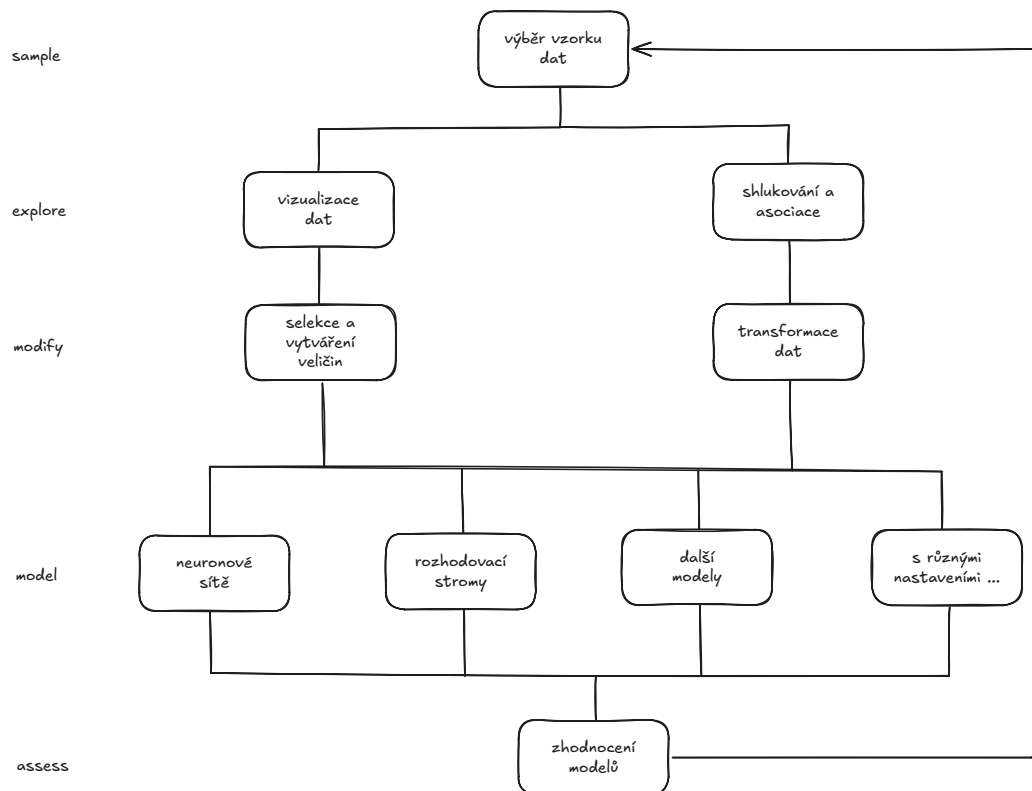 sample
výběr vzorku
dat
explore
vizualizace
dat
shlukování a
asociace
modify
selekce a
vytváření
veličin
transformace
dat
model
neuronové
sítě
rozhodovací
stromy
další
modely
s různými
nastaveními ...
assess
zhodnocení
modelů